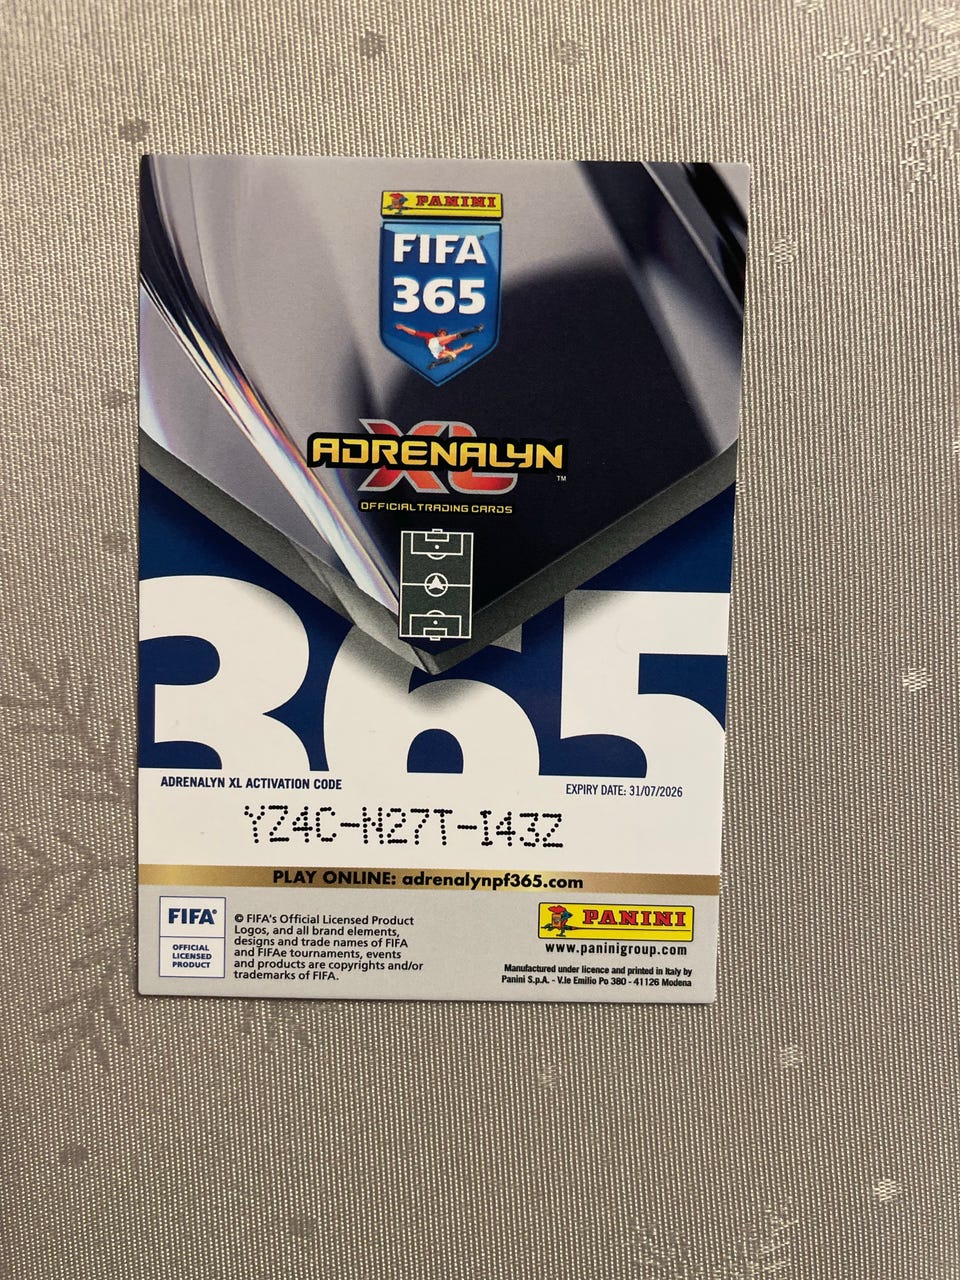 PANINI
FIFA
365
ADRENALYN
XL
™
OFFICIAL TRADING CARDS
365
ADRENALYN XL ACTIVATION CODE
EXPIRY DATE: 31/07/2026
YZ4C-N27T-I43Z
PLAY ONLINE: adrenalynpf365.com
FIFA®
OFFICIAL
LICENSED
PRODUCT
© FIFA's Official Licensed Product
Logos, and all brand elements,
designs and trade names of FIFA
and FIFAe tournaments, events
and products are copyrights and/or
trademarks of FIFA.
PANINI
www.paninigroup.com
Manufactured under licence and printed in Italy by
Panini S.p.A. - V.le Emilio Po 380 - 41126 Modena